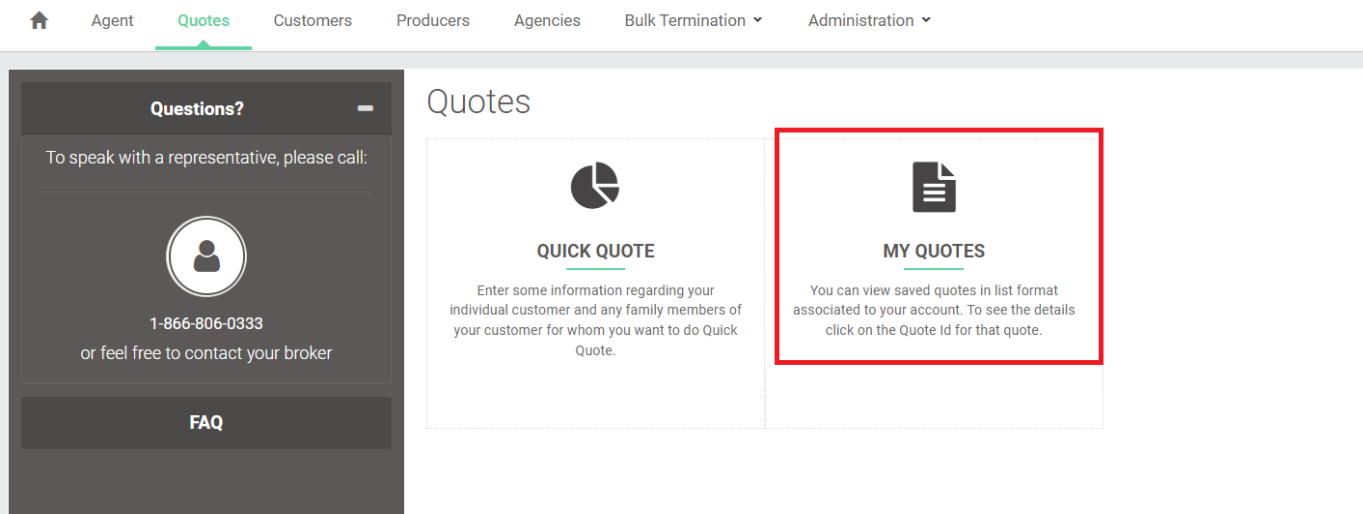 Agent Quotes Customers Producers Agencies Bulk Termination Administration
Questions?
To speak with a representative, please call:
1-866-806-0333
or feel free to contact your broker
FAQ
Quotes
QUICK QUOTE
Enter some information regarding your
individual customer and any family members of
your customer for whom you want to do Quick
Quote.
MY QUOTES
You can view saved quotes in list format
associated to your account. To see the details
click on the Quote Id for that quote.